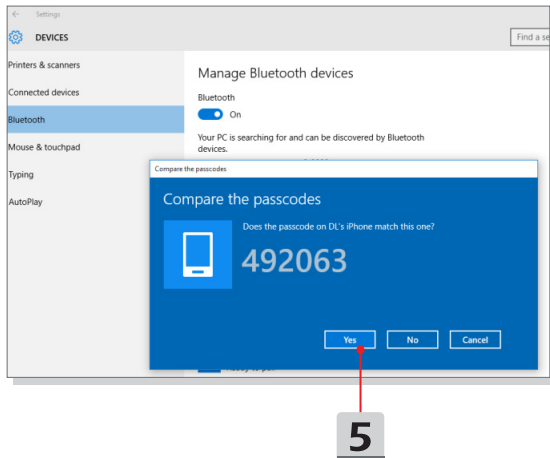 ← Settings
DEVICES
Find a se
Printers & scanners
Connected devices
Bluetooth
Mouse & touchpad
Typing
AutoPlay
Manage Bluetooth devices
Bluetooth
On
Your PC is searching for and can be discovered by Bluetooth
devices.
Compare the passcodes
Compare the passcodes
Does the passcode on DL's iPhone match this one?
492063
Yes No Cancel
5